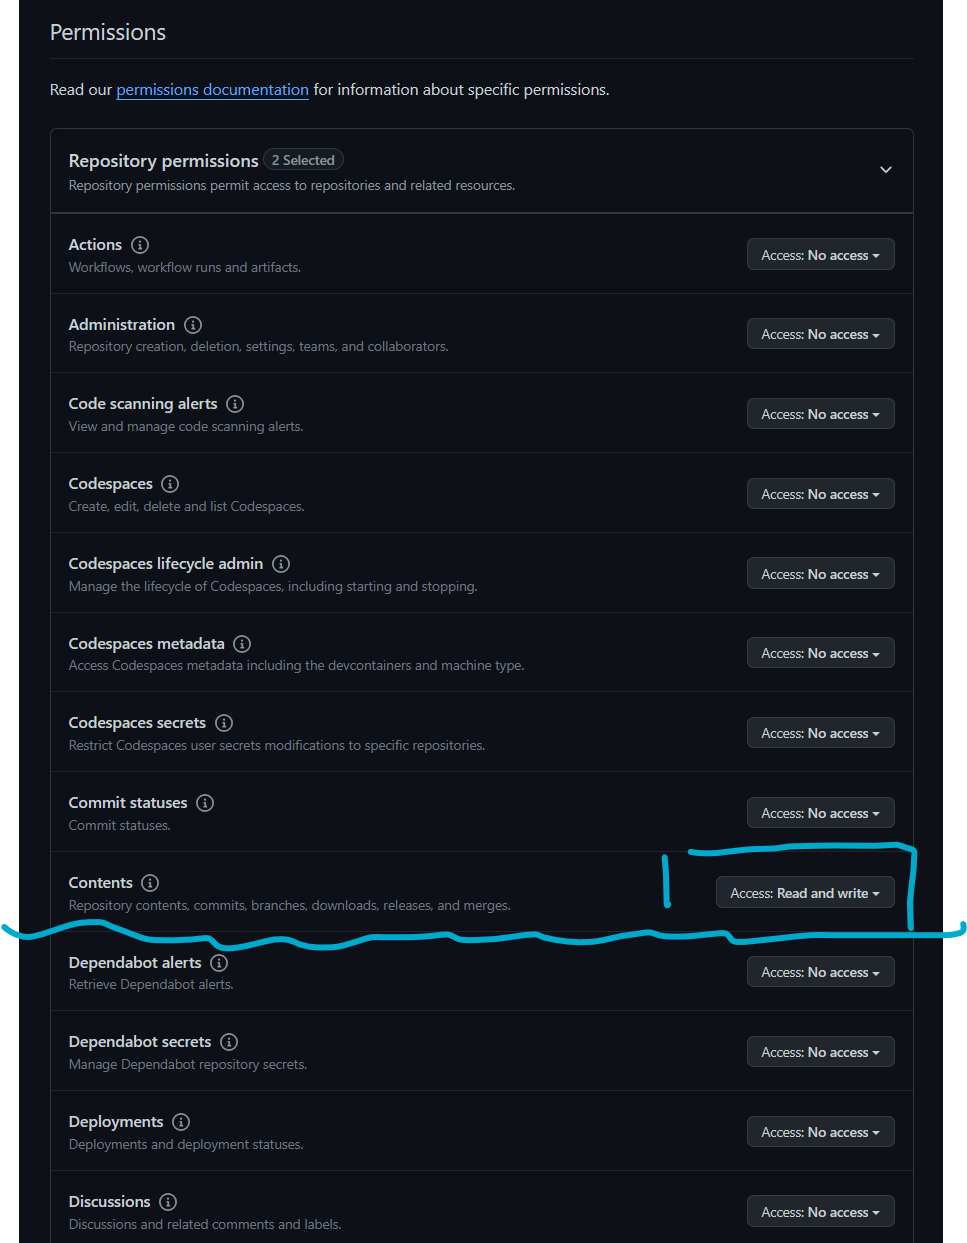 Permissions
Read our permissions documentation for information about specific permissions.
Repository permissions 2 Selected
Repository permissions permit access to repositories and related resources.
Actions
Workflows, workflow runs and artifacts.
Access: No access
Administration
Repository creation, deletion, settings, teams, and collaborators.
Access: No access
Code scanning alerts
View and manage code scanning alerts.
Access: No access
Codespaces
Create, edit, delete and list Codespaces.
Access: No access
Codespaces lifecycle admin
Manage the lifecycle of Codespaces, including starting and stopping.
Access: No access
Codespaces metadata
Access Codespaces metadata including the devcontainers and machine type.
Access: No access
Codespaces secrets
Restrict Codespaces user secrets modifications to specific repositories.
Access: No access
Commit statuses
Commit statuses.
Access: No access
Contents
Repository contents, commits, branches, downloads, releases, and merges.
Access: Read and write
Dependabot alerts
Retrieve Dependabot alerts.
Access: No access
Dependabot secrets
Manage Dependabot repository secrets.
Access: No access
Deployments
Deployments and deployment statuses.
Access: No access
Discussions
Discussions and related comments and labels.
Access: No access